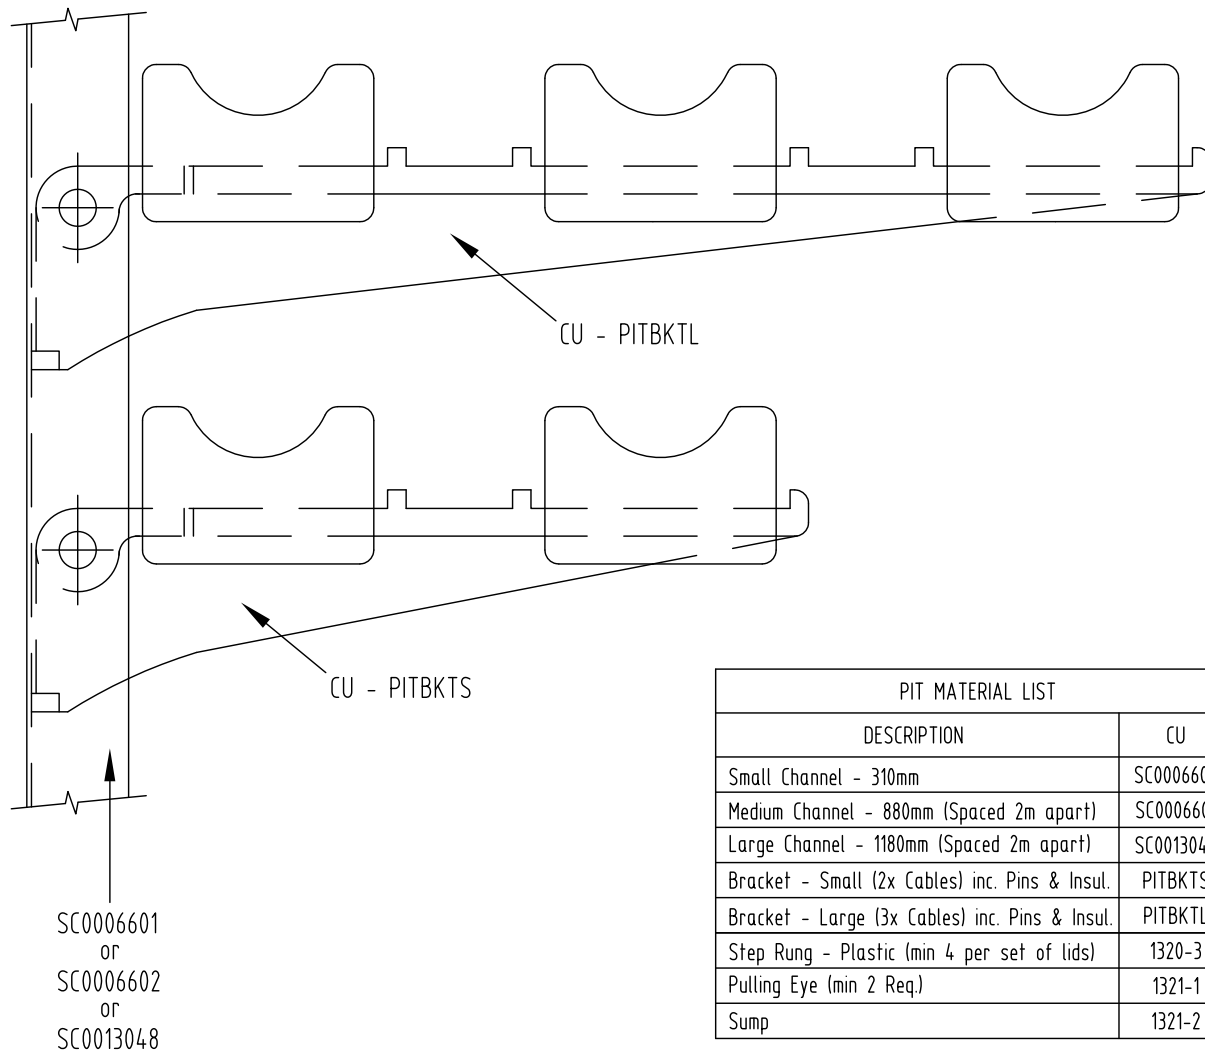 CU - PITBKTL
CU - PITBKTS
SC0006601
or
SC0006602
or
SC0013048
PIT MATERIAL LIST
DESCRIPTION CU
Small Channel - 310mm
Medium Channel - 880mm (Spaced 2m apart)
Large Channel - 1180mm (Spaced 2m apart)
Bracket - Small (2x Cables) inc. Pins & Insul. PITBKTS
Bracket - Large (3x Cables) inc. Pins & Insul. PITBKTL
Step Rung - Plastic (min 4 per set of lids) 1320-3
Pulling Eye (min 2 Req.) 1321-1
Sump 1321-2